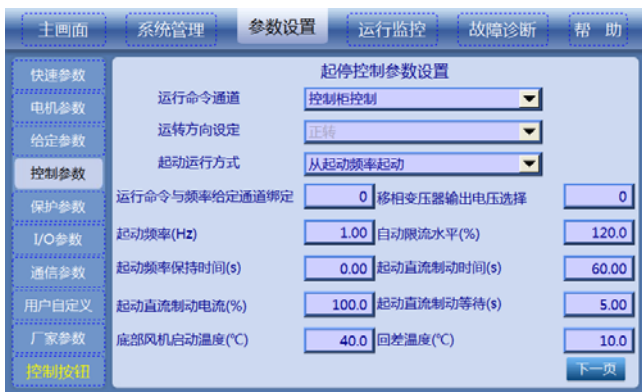 主画面 系统管理 参数设置 运行监控 故障诊断 帮 助
快速参数
电机参数
给定参数
控制参数
保护参数
I/O参数
通信参数
用户自定义
厂家参数
控制按钮
起停控制参数设置
运行命令通道 控制柜控制
运转方向设定 正转
起动运行方式 从起动频率起动
运行命令与频率给定通道绑定 0 移相变压器输出电压选择 0
起动频率(Hz) 1.00 自动限流水平(%) 120.0
起动频率保持时间(s) 0.00 起动直流制动时间(s) 60.00
起动直流制动电流(%) 100.0 起动直流制动等待(s) 5.00
底部风机启动温度(℃) 40.0 回差温度(℃) 10.0
下一页